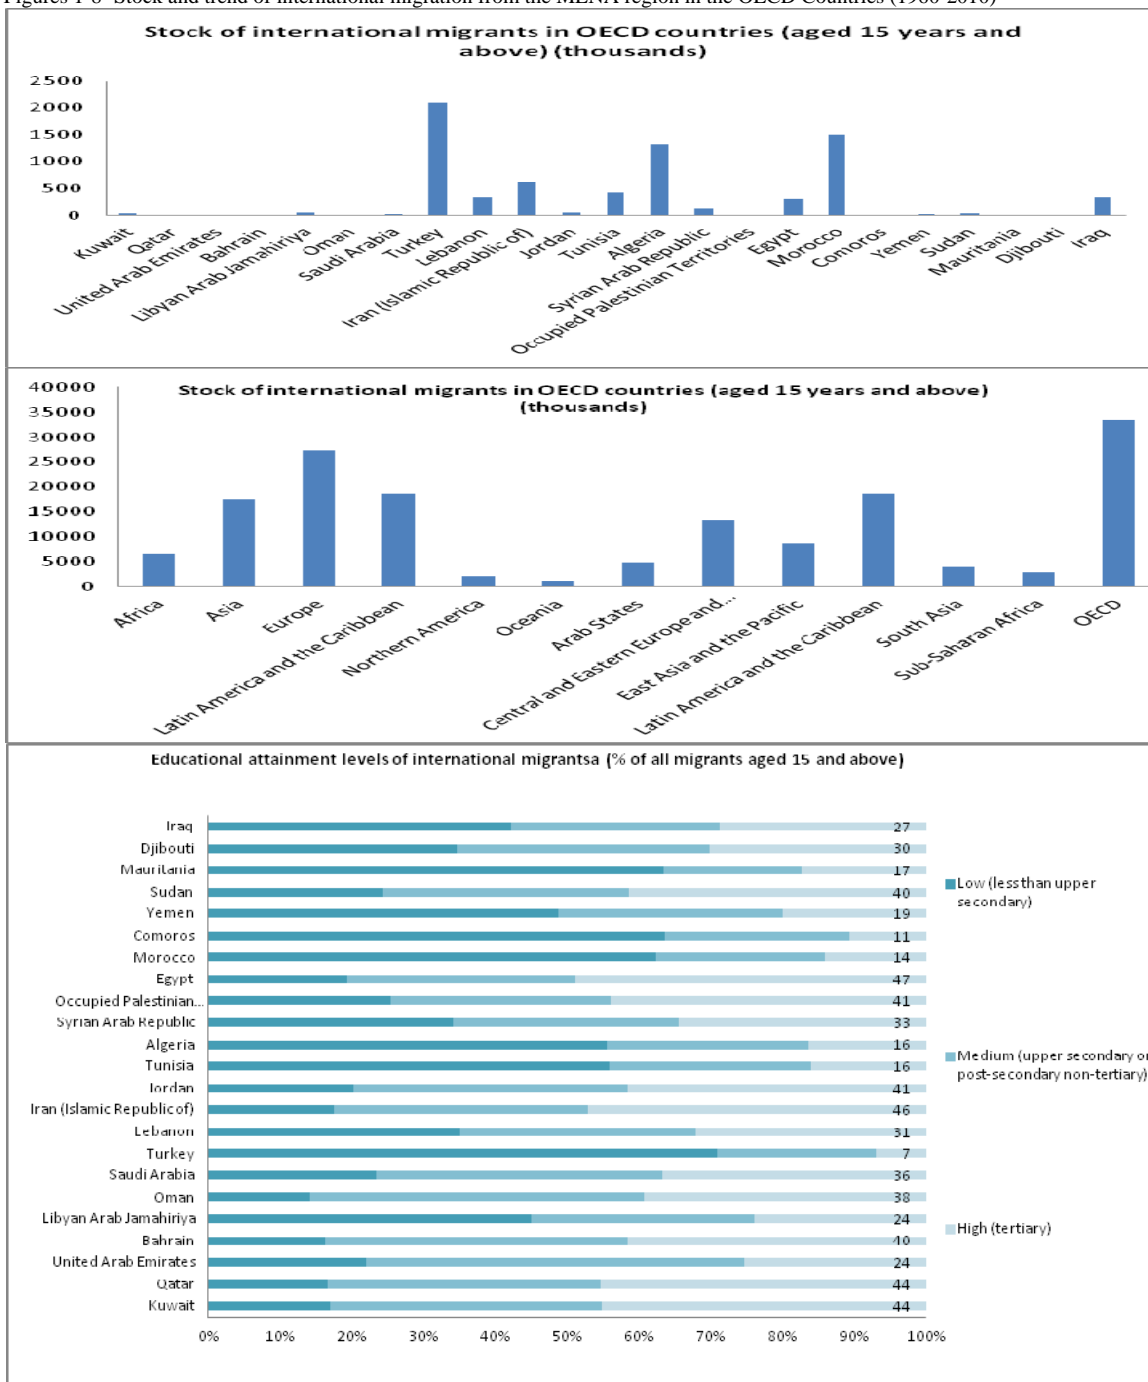 Figures 1-8 Stock and trend of international migration from the MENA region in the OECD Countries (1960-2010)
Stock of international migrants in OECD countries (aged 15 years and
above) (thousands)
2500
2000
1500
1000
500
0
Kuwait
Qatar
United Arab Emirates
Bahrain
Libyan Arab Jamahiriya
Oman
Saudi Arabia
Turkey
Lebanon
Iran (Islamic Republic of)
Jordan
Tunisia
Algeria
Syrian Arab Republic
Occupied Palestinian Territories
Egypt
Morocco
Comoros
Yemen
Sudan
Mauritania
Djibouti
Iraq
Stock of international migrants in OECD countries (aged 15 years and above)
(thousands)
40000
35000
30000
25000
20000
15000
10000
5000
0
Africa
Asia
Europe
Latin America and the Caribbean
Northern America
Oceania
Arab States
Central and Eastern Europe and...
East Asia and the Pacific
Latin America and the Caribbean
South Asia
Sub-Saharan Africa
OECD
Educational attainment levels of international migrantsa (% of all migrants aged 15 and above)
Iraq 27
Djibouti 30
Mauritania 17
Sudan 40
Yemen 19
Comoros 11
Morocco 14
Egypt 47
Occupied Palestinian... 41
Syrian Arab Republic 33
Algeria 16
Tunisia 16
Jordan 41
Iran (Islamic Republic of) 46
Lebanon 31
Turkey 7
Saudi Arabia 36
Oman 38
Libyan Arab Jamahiriya 24
Bahrain 40
United Arab Emirates 24
Qatar 44
Kuwait 44
0% 10% 20% 30% 40% 50% 60% 70% 80% 90% 100%
Low (less than upper
secondary)
Medium (upper secondary or
post-secondary non-tertiary)
High (tertiary)